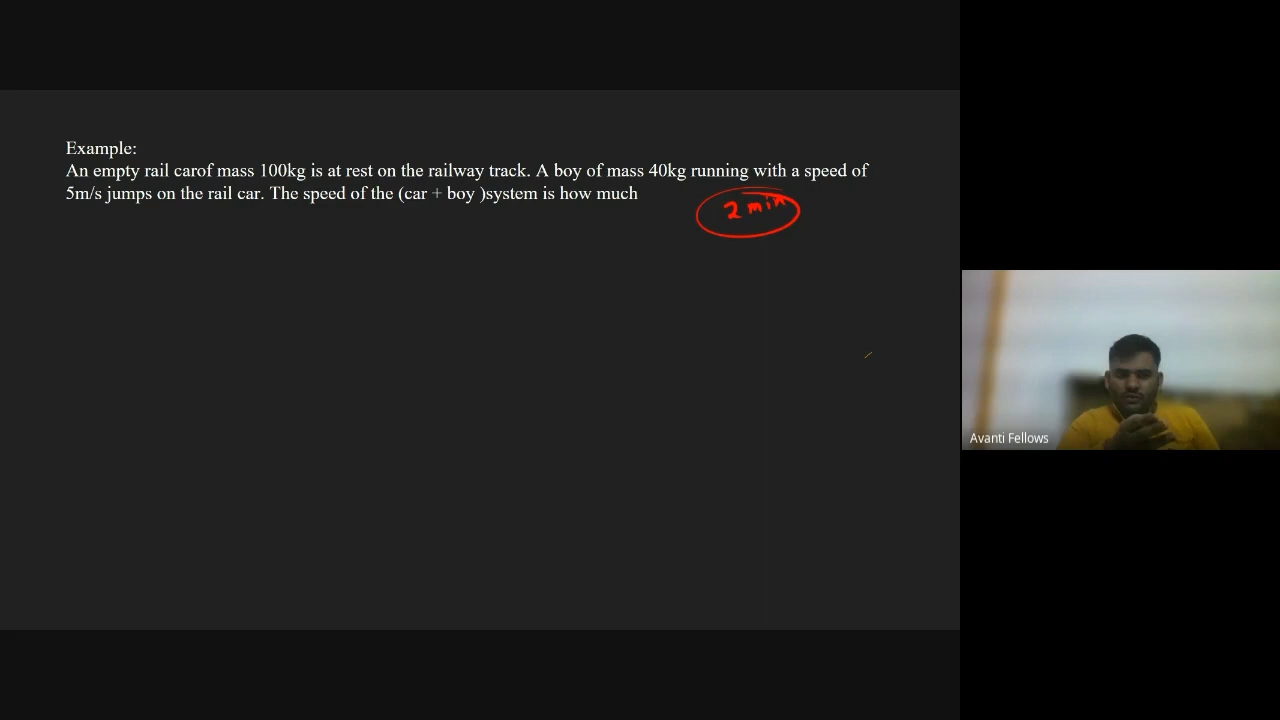 Example:
An empty rail carof mass 100kg is at rest on the railway track. A boy of mass 40kg running with a speed of
5m/s jumps on the rail car. The speed of the (car + boy )system is how much
2 min
Avanti Fellows